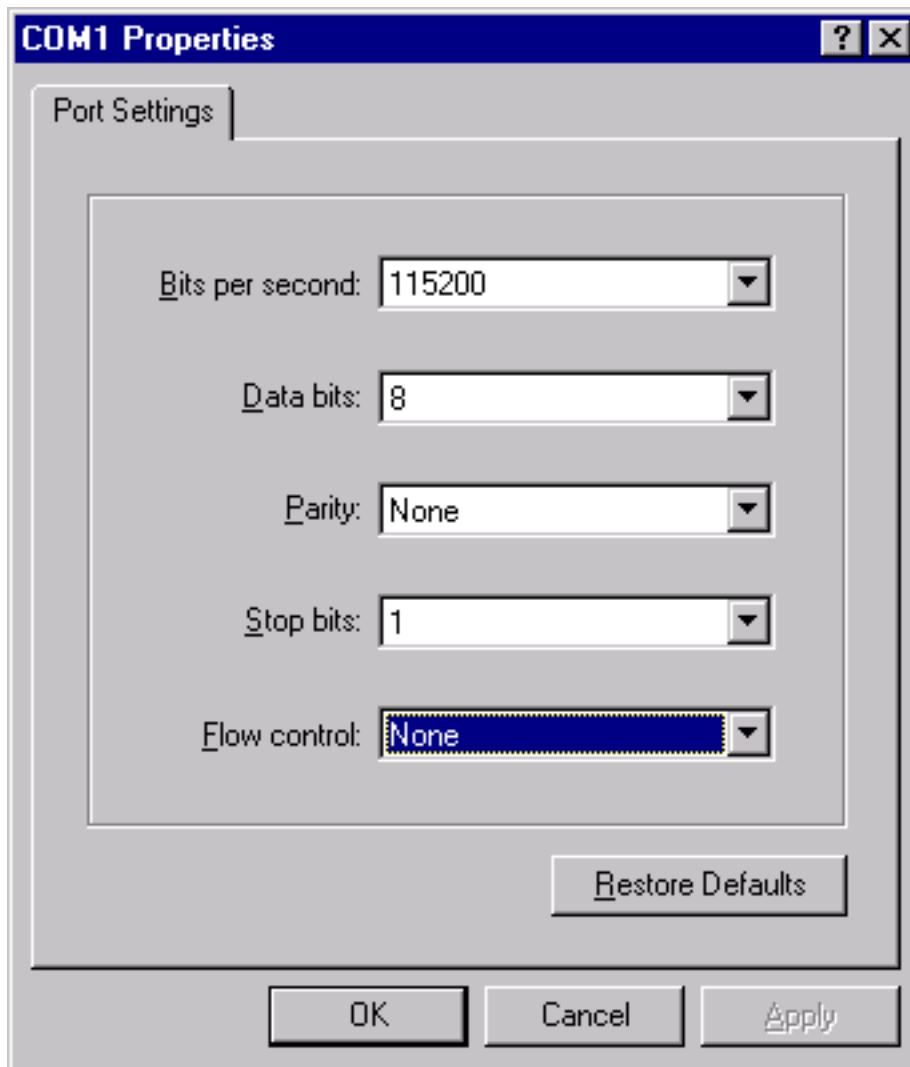 COM1 Properties
Port Settings
Bits per second: 115200
Data bits: 8
Parity: None
Stop bits: 1
Flow control: None
Restore Defaults
OK Cancel Apply